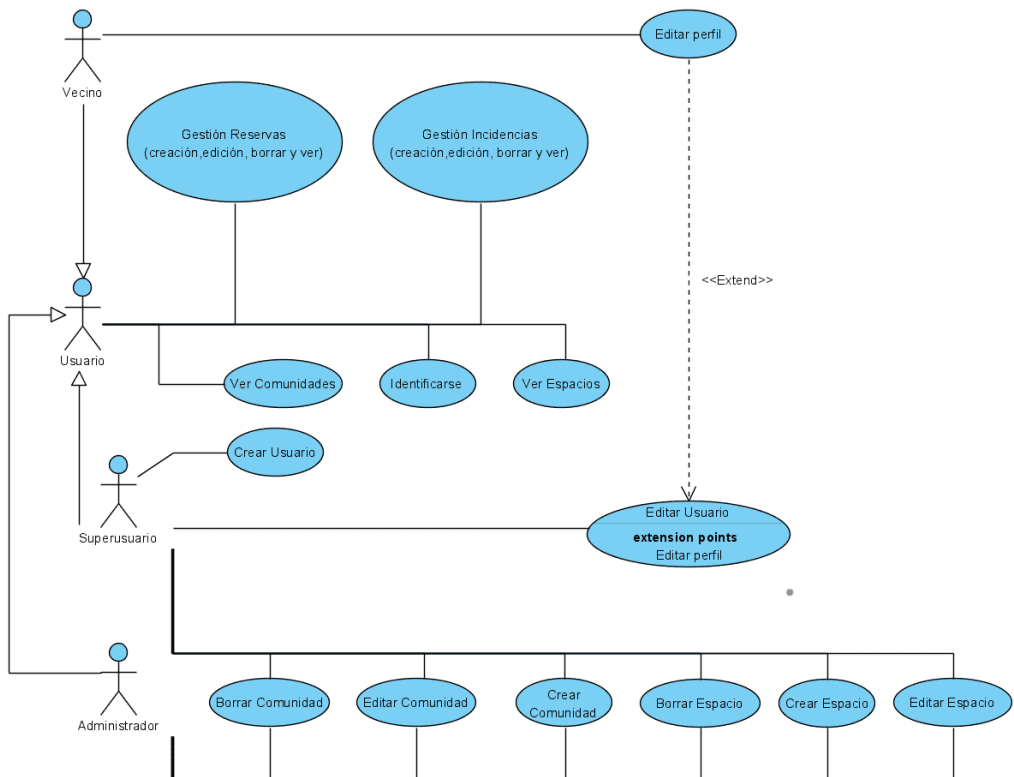 Editar perfil
Vecino
Gestión Reservas
(creación,edición, borrar y ver)
Gestión Incidencias
(creación,edición, borrar y ver)
<<Extend>>
Usuario
Ver Comunidades
Identificarse
Ver Espacios
Crear Usuario
Superusuario
Editar Usuario
extension points
Editar perfil
Administrador
Borrar Comunidad
Editar Comunidad
Crear
Comunidad
Borrar Espacio
Crear Espacio
Editar Espacio